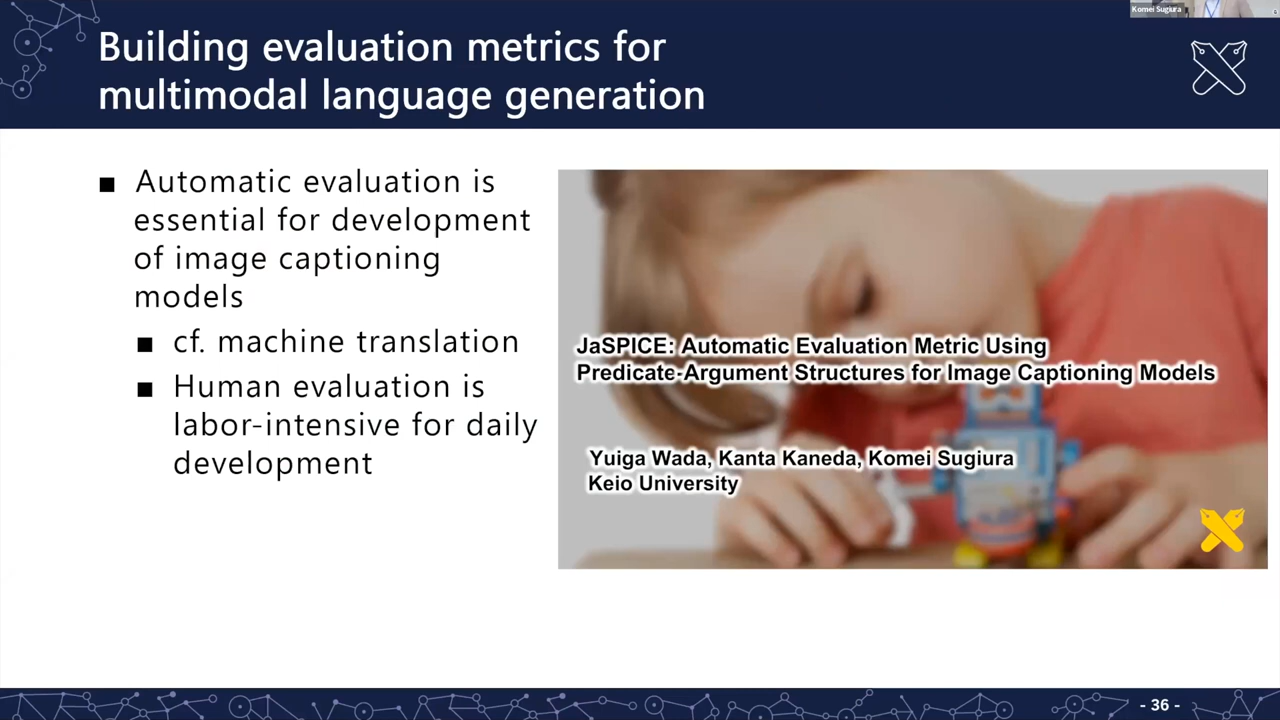 Komei Sugiura
Building evaluation metrics for
multimodal language generation
■ Automatic evaluation is
essential for development
of image captioning
models
■ cf. machine translation
■ Human evaluation is
labor-intensive for daily
development
JaSPICE: Automatic Evaluation Metric Using
Predicate-Argument Structures for Image Captioning Models
Yuiga Wada, Kanta Kaneda, Komei Sugiura
Keio University
- 36 -